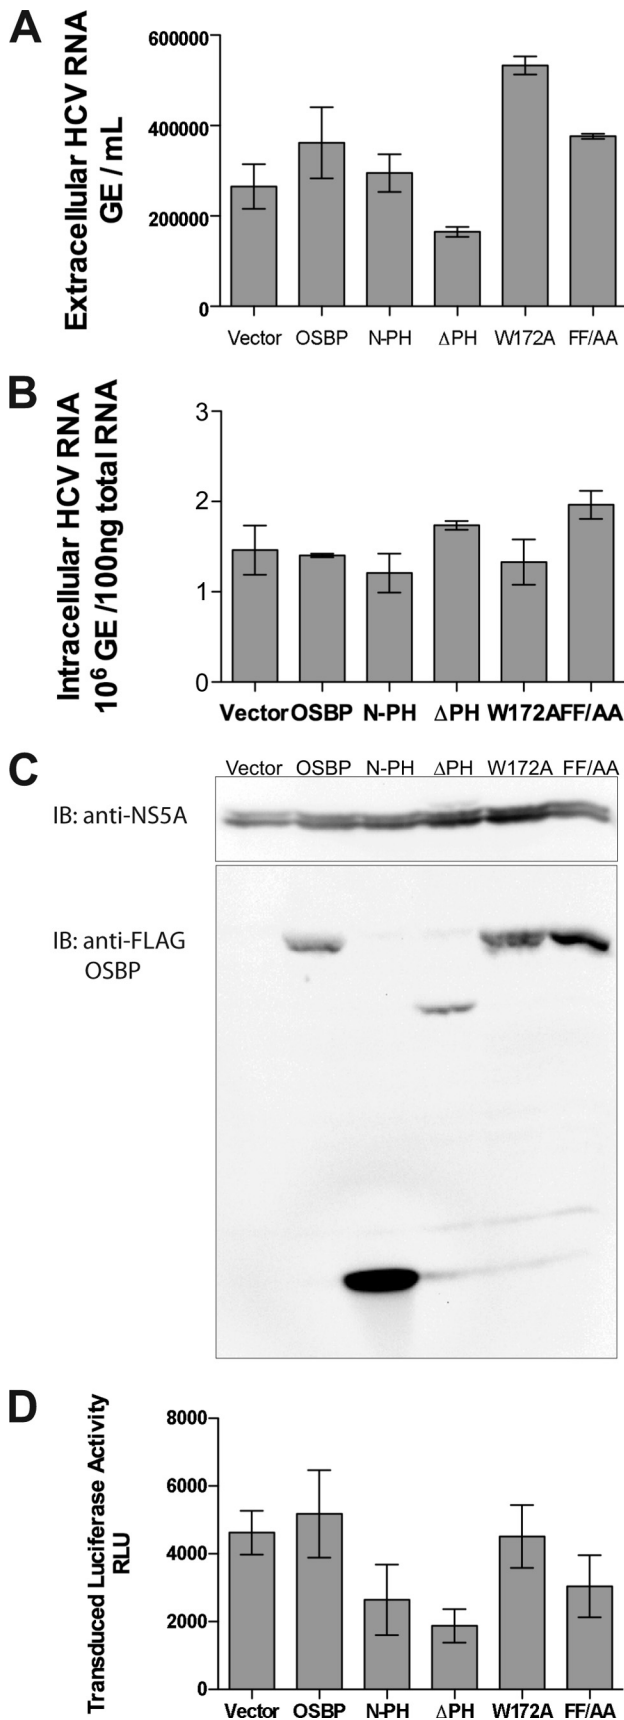 A
Extracellular HCV RNA
GE / mL
600000
400000
200000
0
Vector OSBP N-PH ΔPH W172A FF/AA
B
Intracellular HCV RNA
10⁶ GE /100ng total RNA
3
2
1
0
Vector OSBP N-PH ΔPH W172A FF/AA
C
Vector OSBP N-PH ΔPH W172A FF/AA
IB: anti-NS5A
IB: anti-FLAG
OSBP
D
Transduced Luciferase Activity
RLU
8000
6000
4000
2000
0
Vector OSBP N-PH ΔPH W172A FF/AA